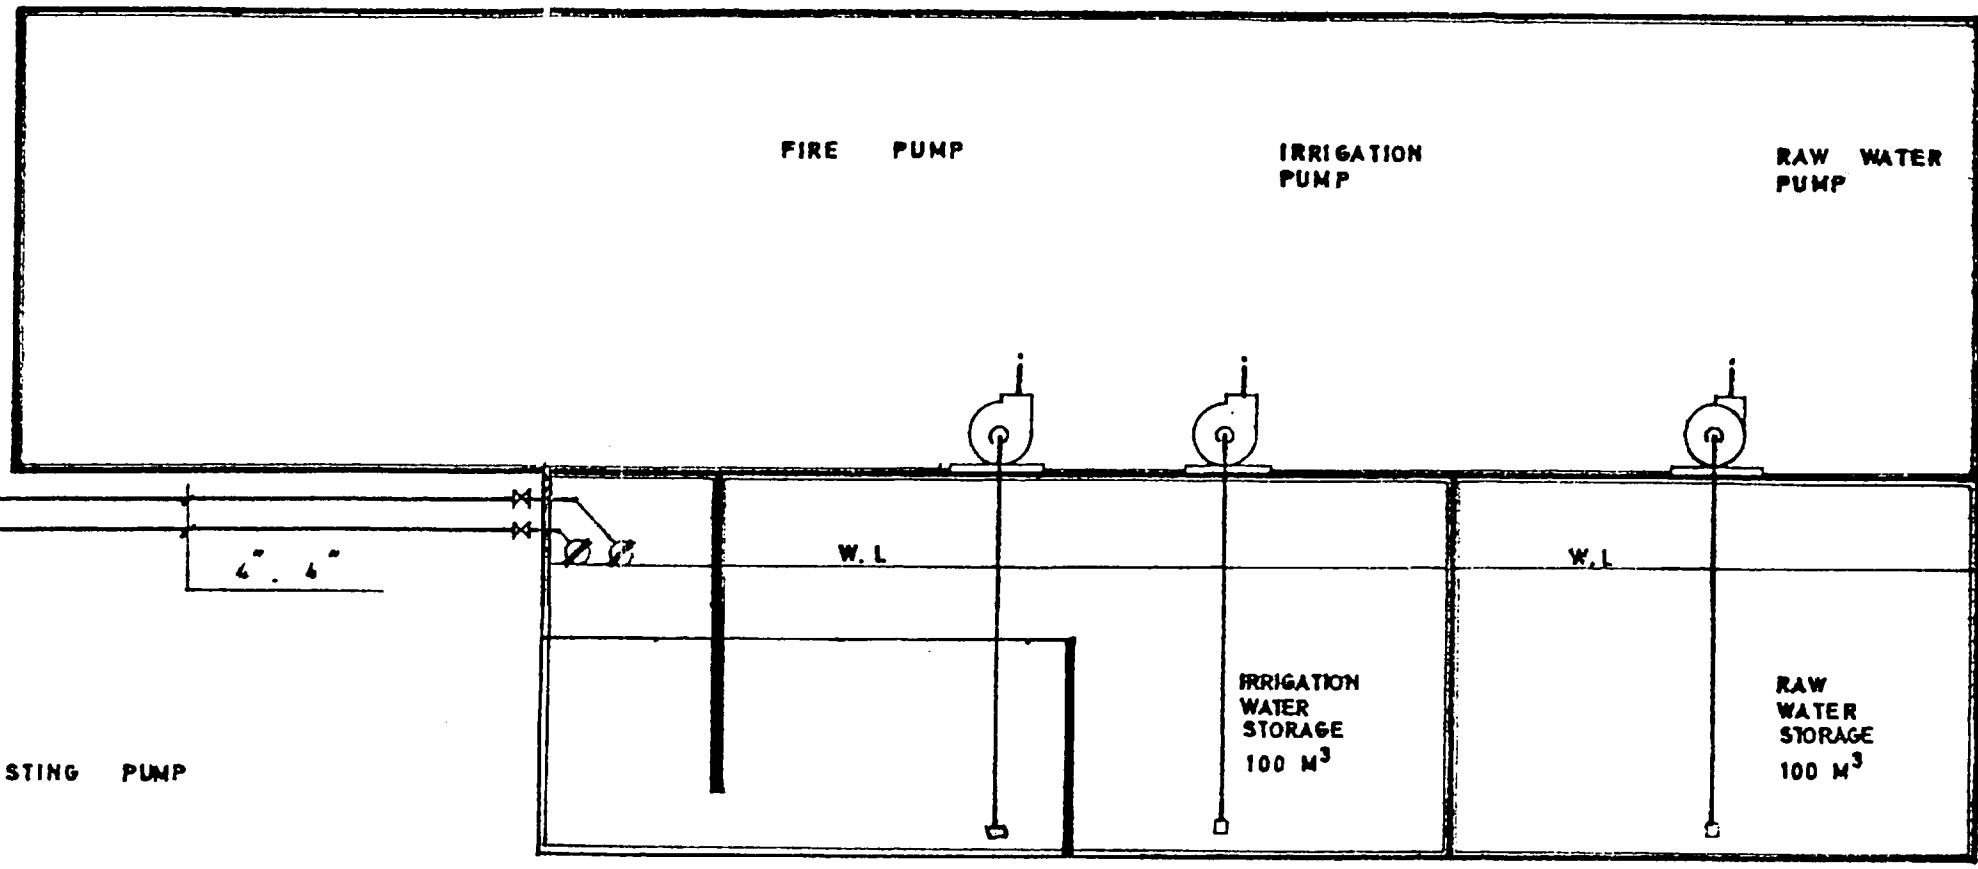 FIRE PUMP
IRRIGATION
PUMP
RAW WATER
PUMP
4" . 4"
W.L
W.L
IRRIGATION
WATER
STORAGE
100 M³
RAW
WATER
STORAGE
100 M³
STING PUMP